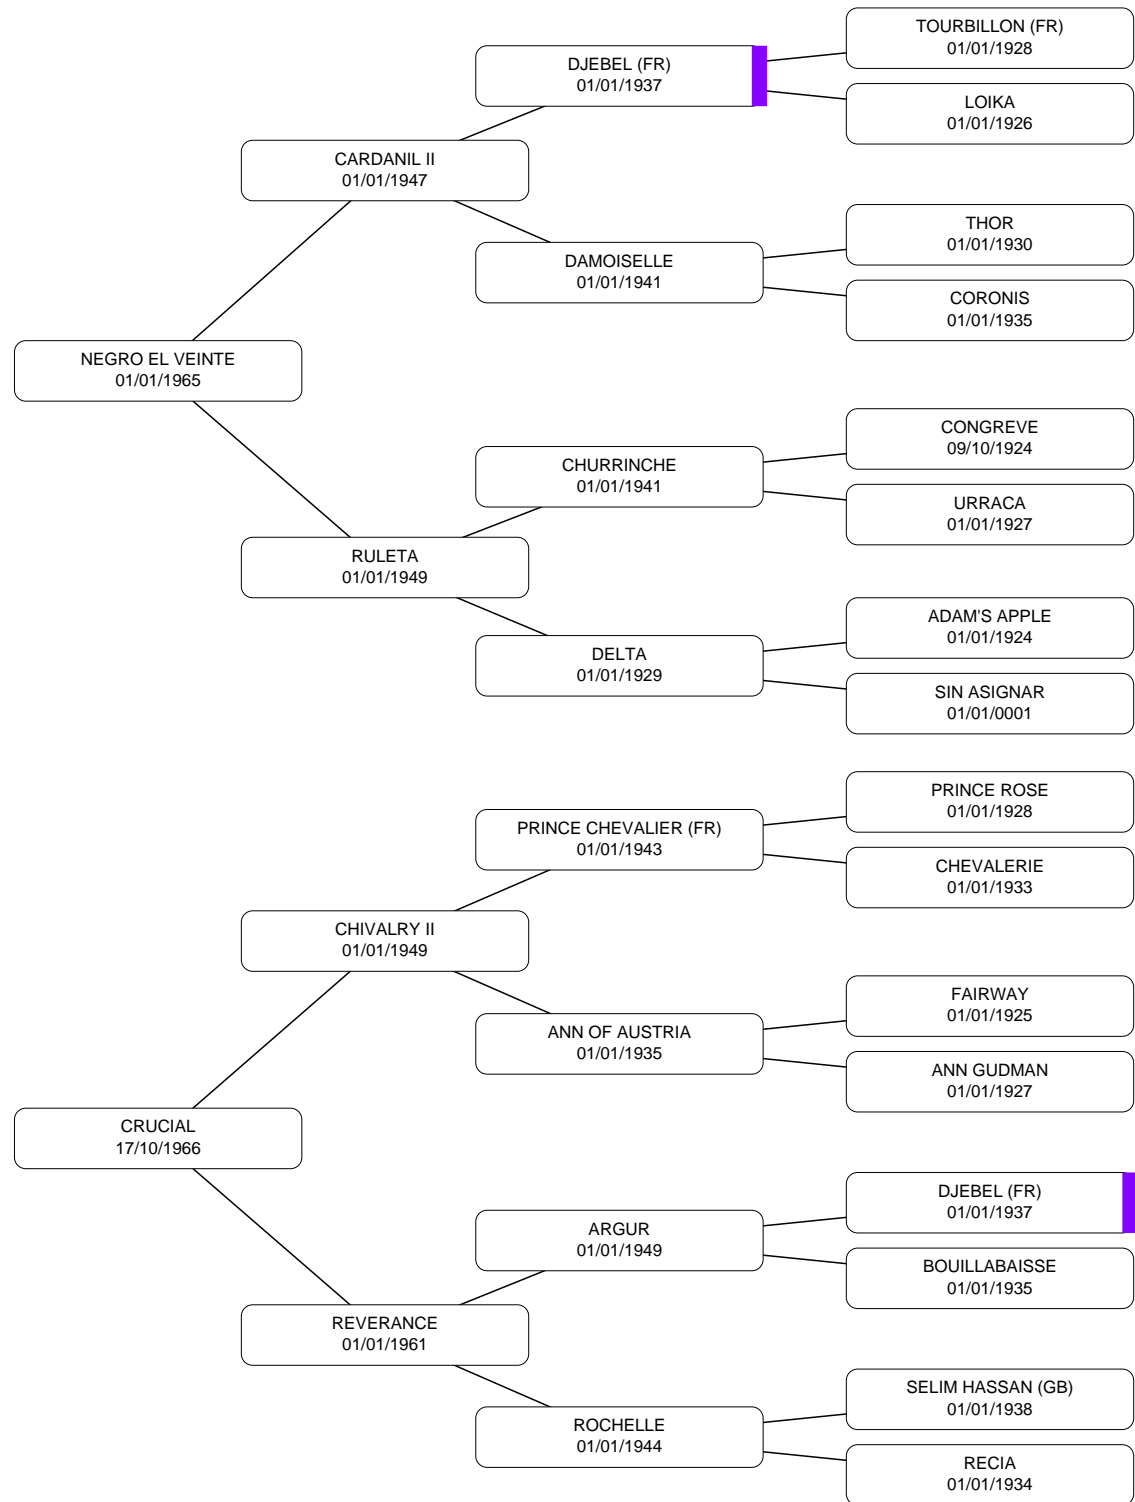 TOURBILLON (FR)
01/01/1928
DJEBEL (FR)
01/01/1937
LOIKA
01/01/1926
CARDANIL II
01/01/1947
THOR
01/01/1930
DAMOISELLE
01/01/1941
CORONIS
01/01/1935
NEGRO EL VEINTE
01/01/1965
CONGREVE
09/10/1924
CHURRINCHE
01/01/1941
URRACA
01/01/1927
RULETA
01/01/1949
ADAM'S APPLE
01/01/1924
DELTA
01/01/1929
SIN ASIGNAR
01/01/0001
PRINCE ROSE
01/01/1928
PRINCE CHEVALIER (FR)
01/01/1943
CHEVALERIE
01/01/1933
CHIVALRY II
01/01/1949
FAIRWAY
01/01/1925
ANN OF AUSTRIA
01/01/1935
ANN GUDMAN
01/01/1927
CRUCIAL
17/10/1966
DJEBEL (FR)
01/01/1937
ARGUR
01/01/1949
BOUILLABAISSE
01/01/1935
REVERANCE
01/01/1961
SELIM HASSAN (GB)
01/01/1938
ROCHELLE
01/01/1944
RECIA
01/01/1934